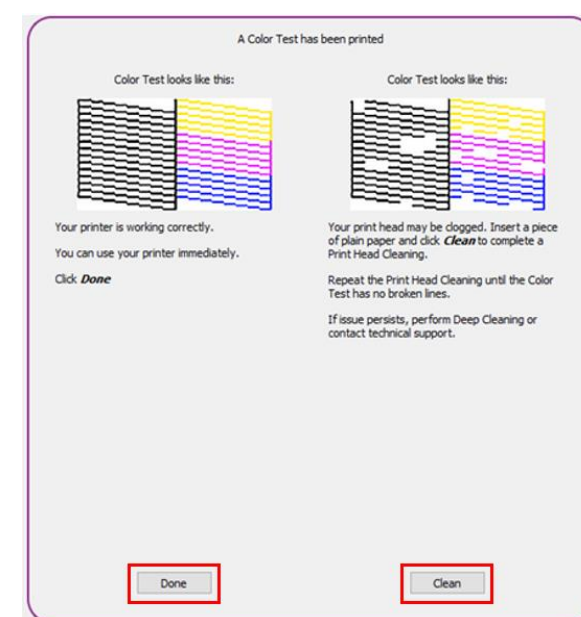 A Color Test has been printed
Color Test looks like this:
Your printer is working correctly.
You can use your printer immediately.
Click Done
Color Test looks like this:
Your print head may be clogged. Insert a piece
of plain paper and click Clean to complete a
Print Head Cleaning.
Repeat the Print Head Cleaning until the Color
Test has no broken lines.
If issue persists, perform Deep Cleaning or
contact technical support.
Done
Clean